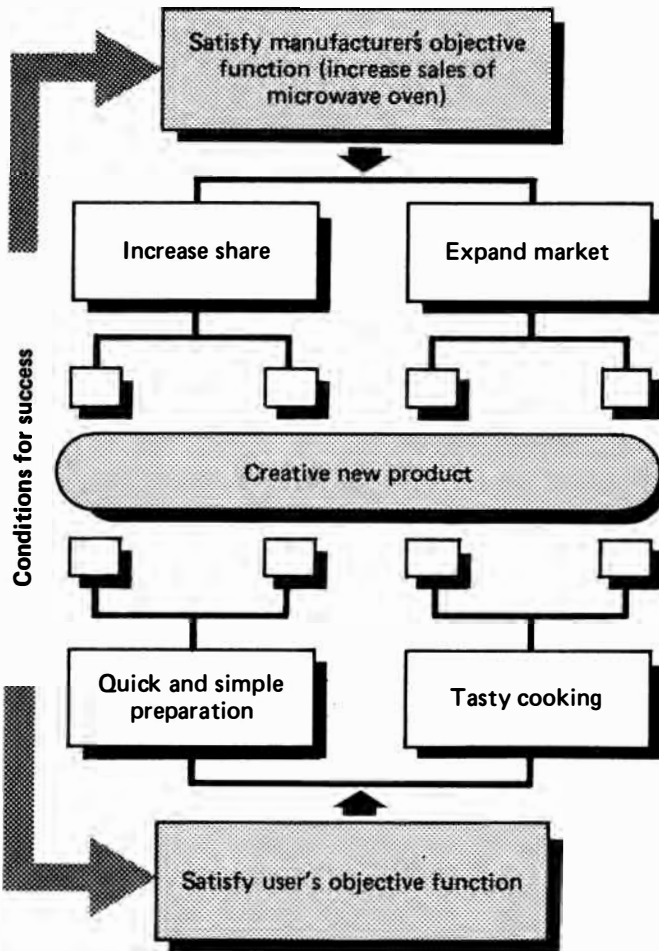 Satisfy manufacturer's objective
function (increase sales of
microwave oven)
Increase share
Expand market
Conditions for success
Creative new product
Quick and simple
preparation
Tasty cooking
Satisfy user's objective function